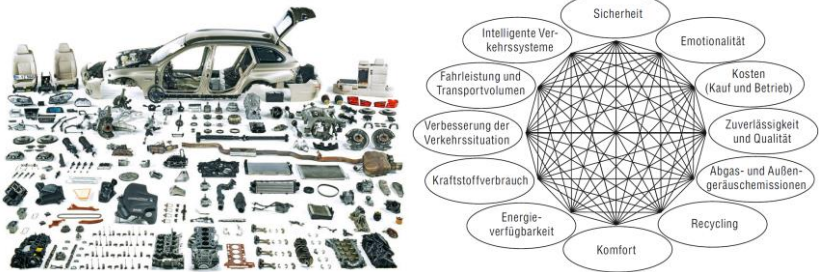 Sicherheit
Intelligente Ver-
kehrssysteme
Emotionalität
Fahrleistung und
Transportvolumen
Kosten
(Kauf und Betrieb)
Verbesserung der
Verkehrssituation
Zuverlässigkeit
und Qualität
Kraftstoffverbrauch
Abgas- und Außen-
geräuschemissionen
Energie-
verfügbarkeit
Recycling
Komfort